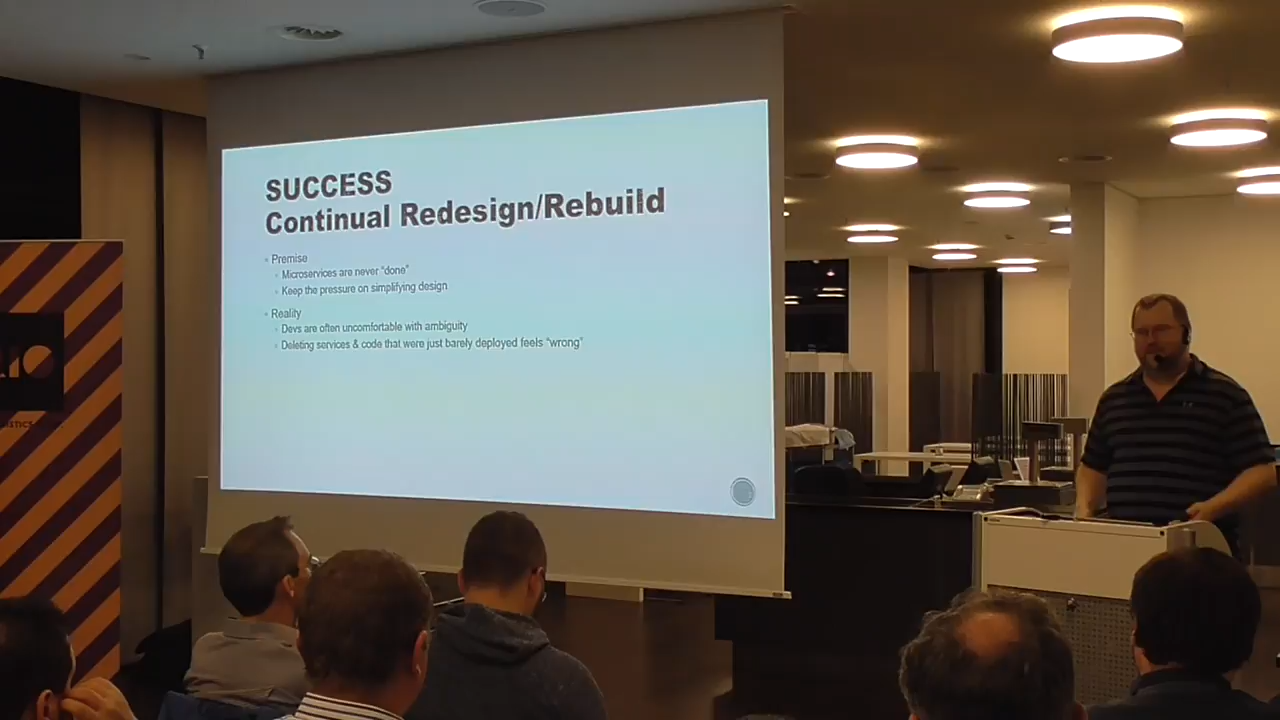 SUCCESS
Continual Redesign/Rebuild
Premise
Microservices are never "done"
Keep the pressure on simplifying design
Reality
Devs are often uncomfortable with ambiguity
Deleting services & code that were just barely deployed feels "wrong"